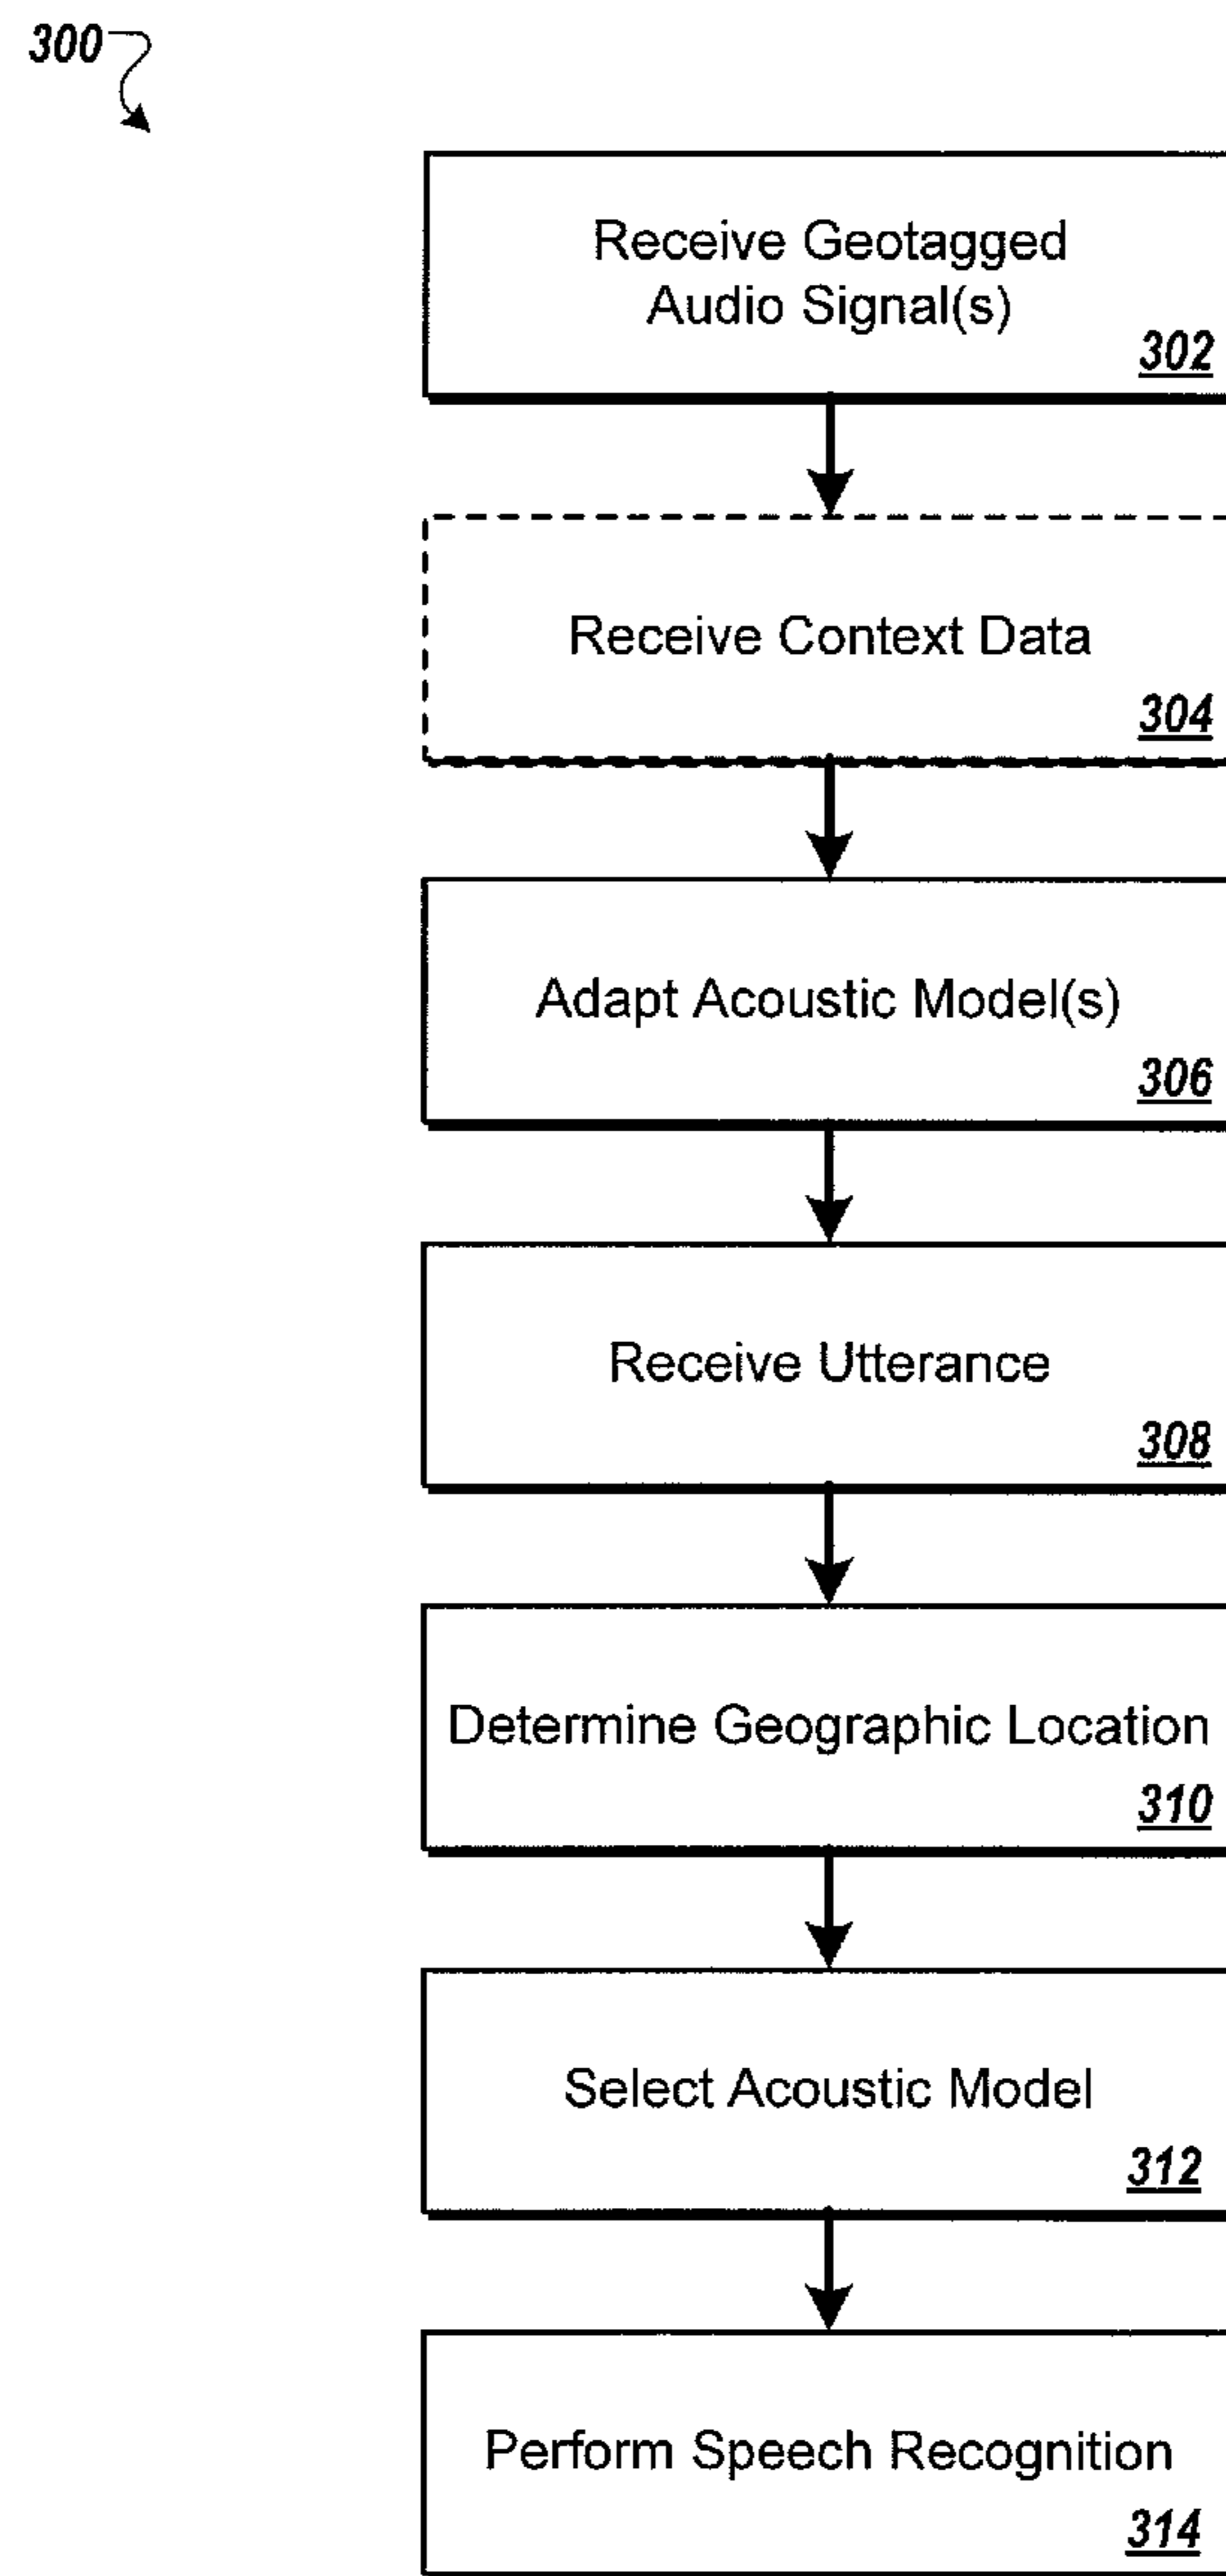 300
Receive Geotagged
Audio Signal(s)
302
Receive Context Data
304
Adapt Acoustic Model(s)
306
Receive Utterance
308
Determine Geographic Location
310
Select Acoustic Model
312
Perform Speech Recognition
314